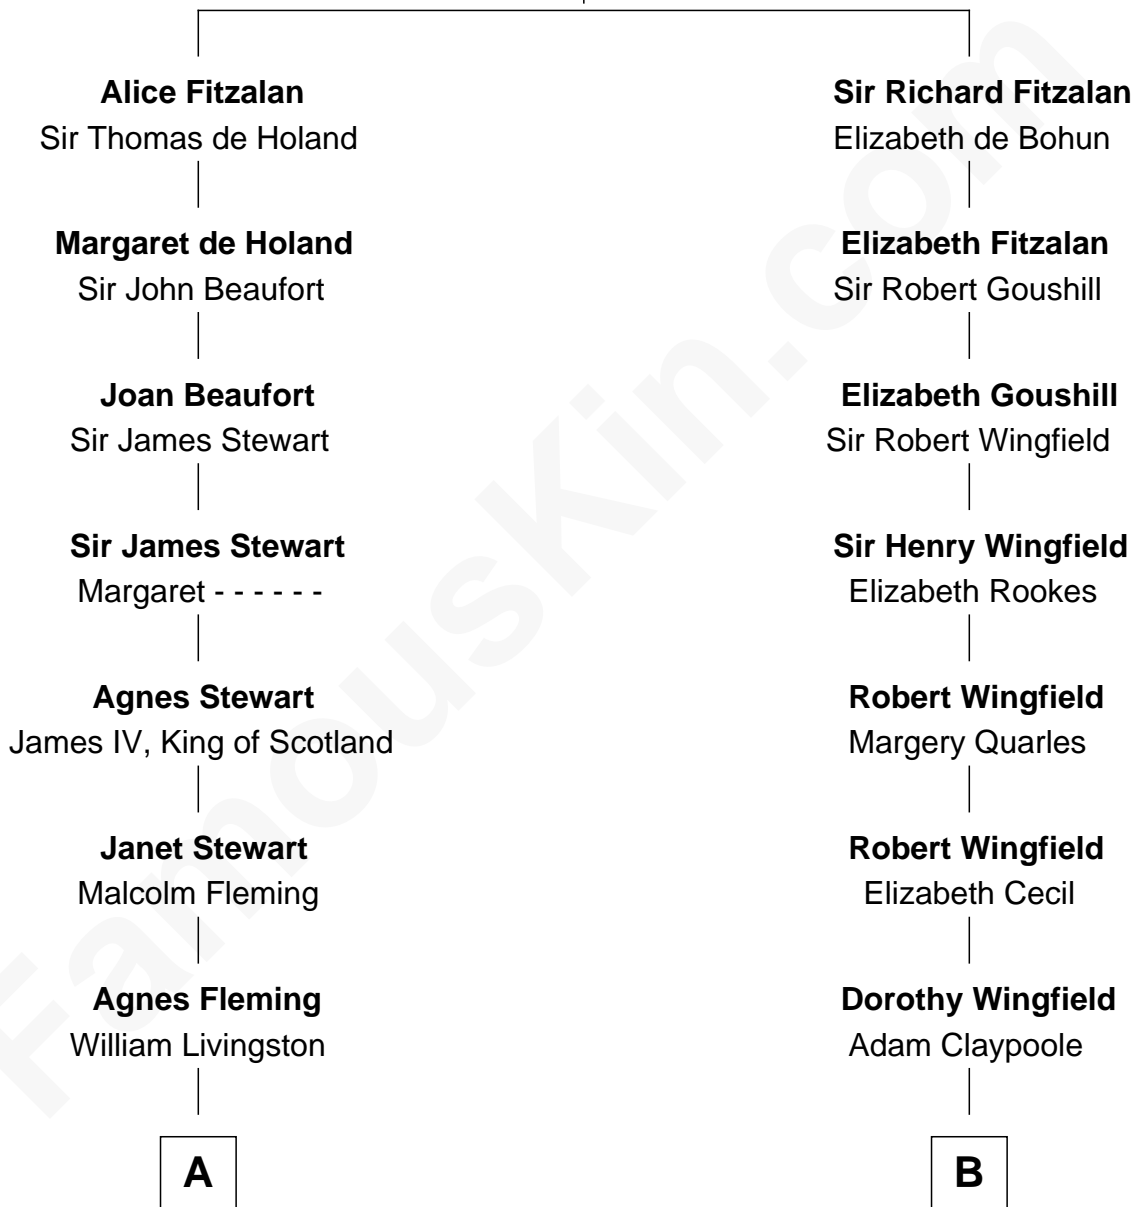 Alice Fitzalan
Sir Thomas de Holand
Margaret de Holand
Sir John Beaufort
Joan Beaufort
Sir James Stewart
Sir James Stewart
Margaret - - - - - -
Agnes Stewart
James IV, King of Scotland
Janet Stewart
Malcolm Fleming
Agnes Fleming
William Livingston
A
Sir Richard Fitzalan
Elizabeth de Bohun
Elizabeth Fitzalan
Sir Robert Goushill
Elizabeth Goushill
Sir Robert Wingfield
Sir Henry Wingfield
Elizabeth Rookes
Robert Wingfield
Margery Quarles
Robert Wingfield
Elizabeth Cecil
Dorothy Wingfield
Adam Claypoole
B
FamousKin.com